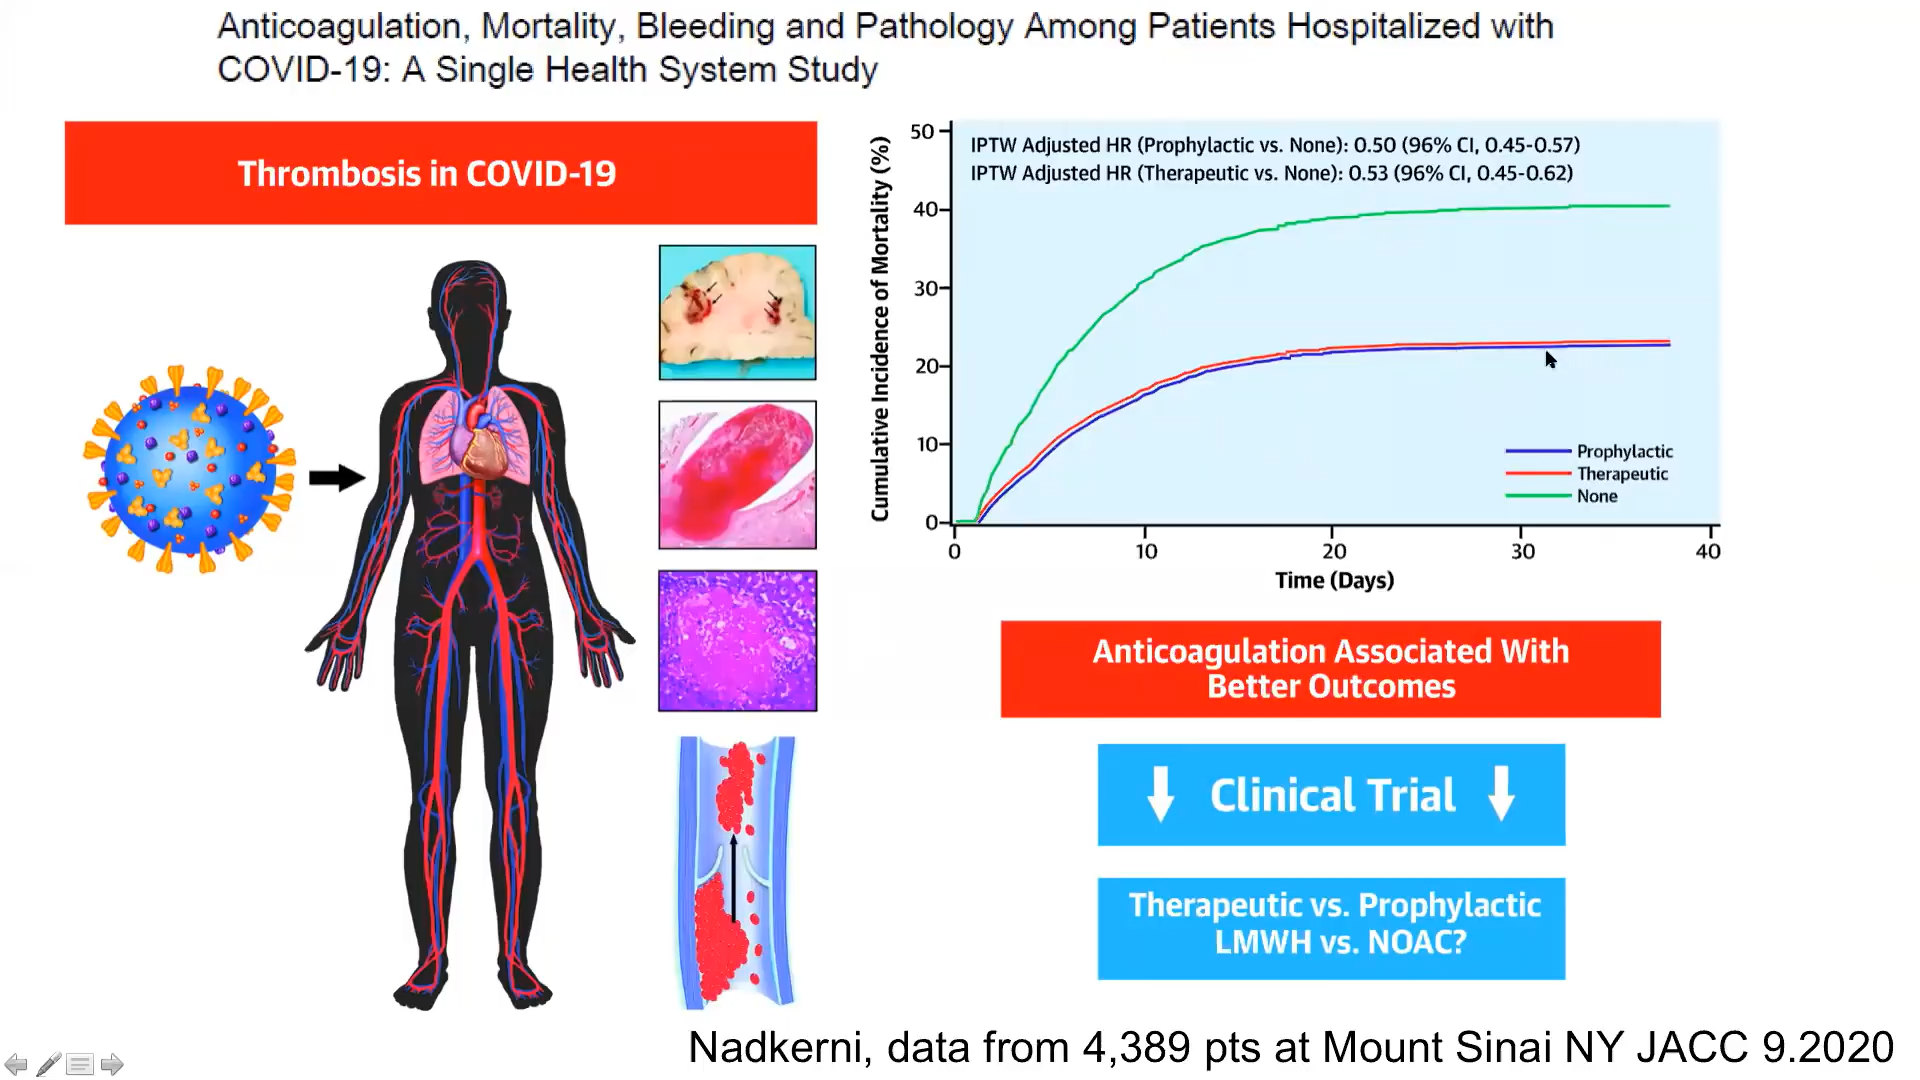 Anticoagulation, Mortality, Bleeding and Pathology Among Patients Hospitalized with
COVID-19: A Single Health System Study
Thrombosis in COVID-19
Cumulative Incidence of Mortality (%)
50
40
30
20
10
0
IPTW Adjusted HR (Prophylactic vs. None): 0.50 (96% CI, 0.45-0.57)
IPTW Adjusted HR (Therapeutic vs. None): 0.53 (96% CI, 0.45-0.62)
Prophylactic
Therapeutic
None
0 10 20 30 40
Time (Days)
Anticoagulation Associated With
Better Outcomes
Clinical Trial
Therapeutic vs. Prophylactic
LMWH vs. NOAC?
Nadkerni, data from 4,389 pts at Mount Sinai NY JACC 9.2020